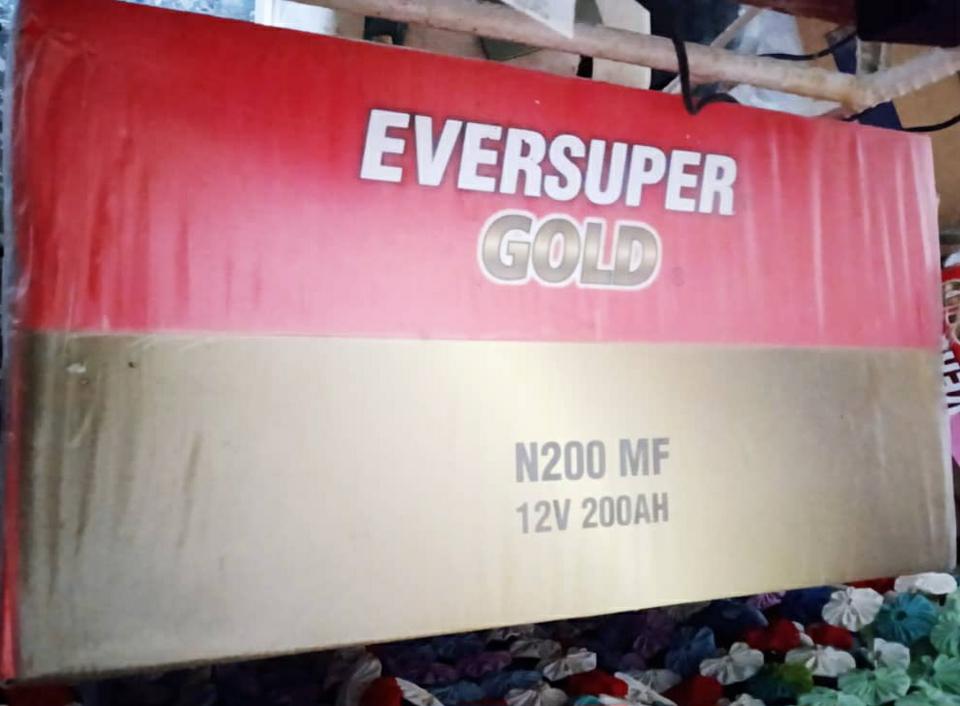 EVERSUPER
GOLD
N200 MF
12V 200AH